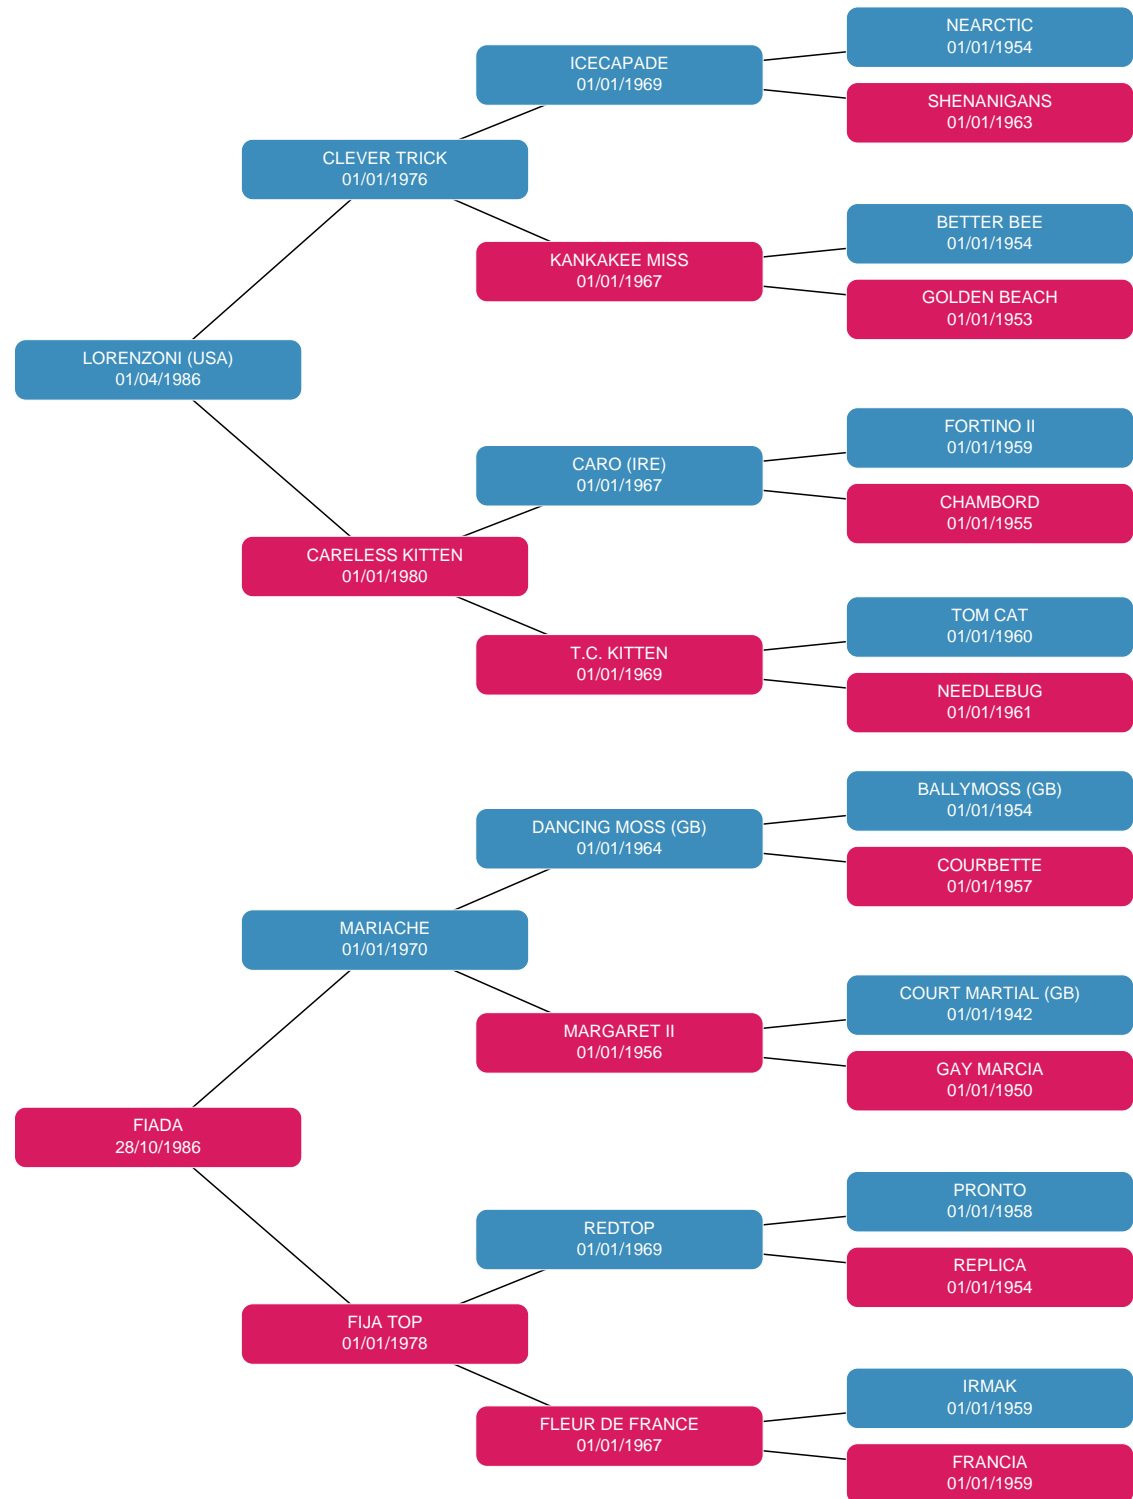 NEARCTIC
01/01/1954
ICECAPADE
01/01/1969
SHENANIGANS
01/01/1963
CLEVER TRICK
01/01/1976
BETTER BEE
01/01/1954
KANKAKEE MISS
01/01/1967
GOLDEN BEACH
01/01/1953
LORENZONI (USA)
01/04/1986
FORTINO II
01/01/1959
CARO (IRE)
01/01/1967
CHAMBORD
01/01/1955
CARELESS KITTEN
01/01/1980
TOM CAT
01/01/1960
T.C. KITTEN
01/01/1969
NEEDLEBUG
01/01/1961
BALLYMOSS (GB)
01/01/1954
DANCING MOSS (GB)
01/01/1964
COURBETTE
01/01/1957
MARIACHE
01/01/1970
COURT MARTIAL (GB)
01/01/1942
MARGARET II
01/01/1956
GAY MARCIA
01/01/1950
FIADA
28/10/1986
PRONTO
01/01/1958
REDTOP
01/01/1969
REPLICA
01/01/1954
FIJA TOP
01/01/1978
IRMAK
01/01/1959
FLEUR DE FRANCE
01/01/1967
FRANCIA
01/01/1959